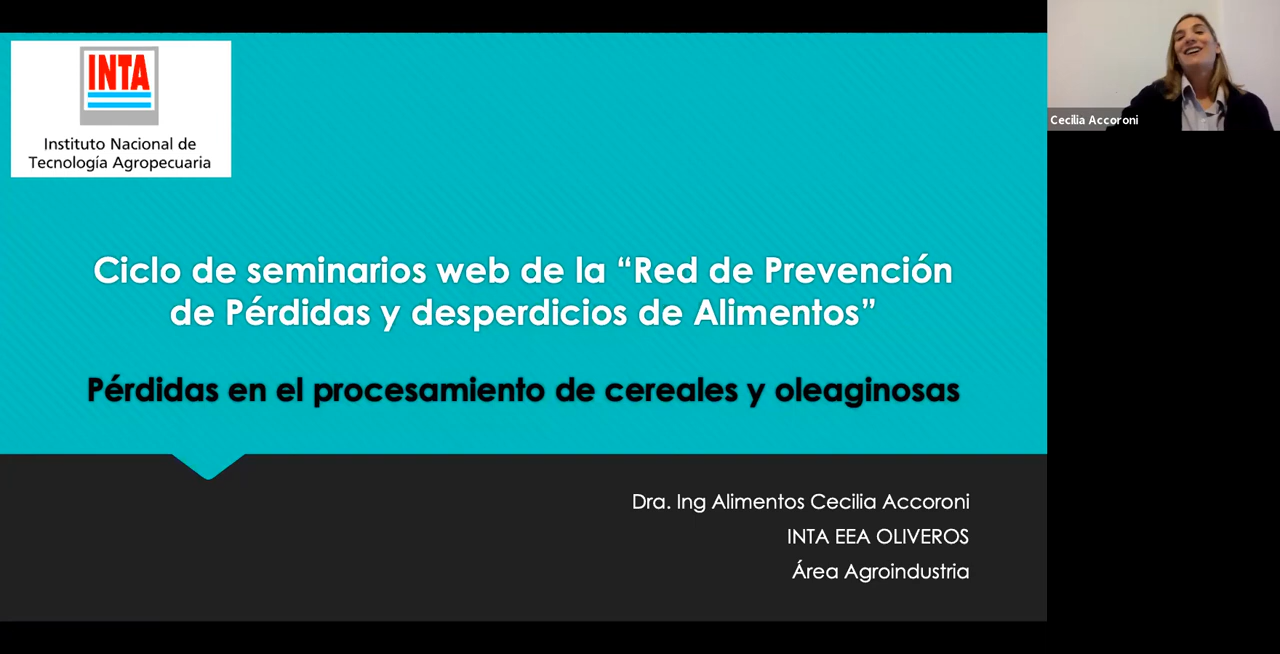 INTA
Instituto Nacional de
Tecnología Agropecuaria
Cecilia Accoroni
Ciclo de seminarios web de la “Red de Prevención
de Pérdidas y desperdicios de Alimentos”
Pérdidas en el procesamiento de cereales y oleaginosas
Dra. Ing Alimentos Cecilia Accoroni
INTA EEA OLIVEROS
Área Agroindustria